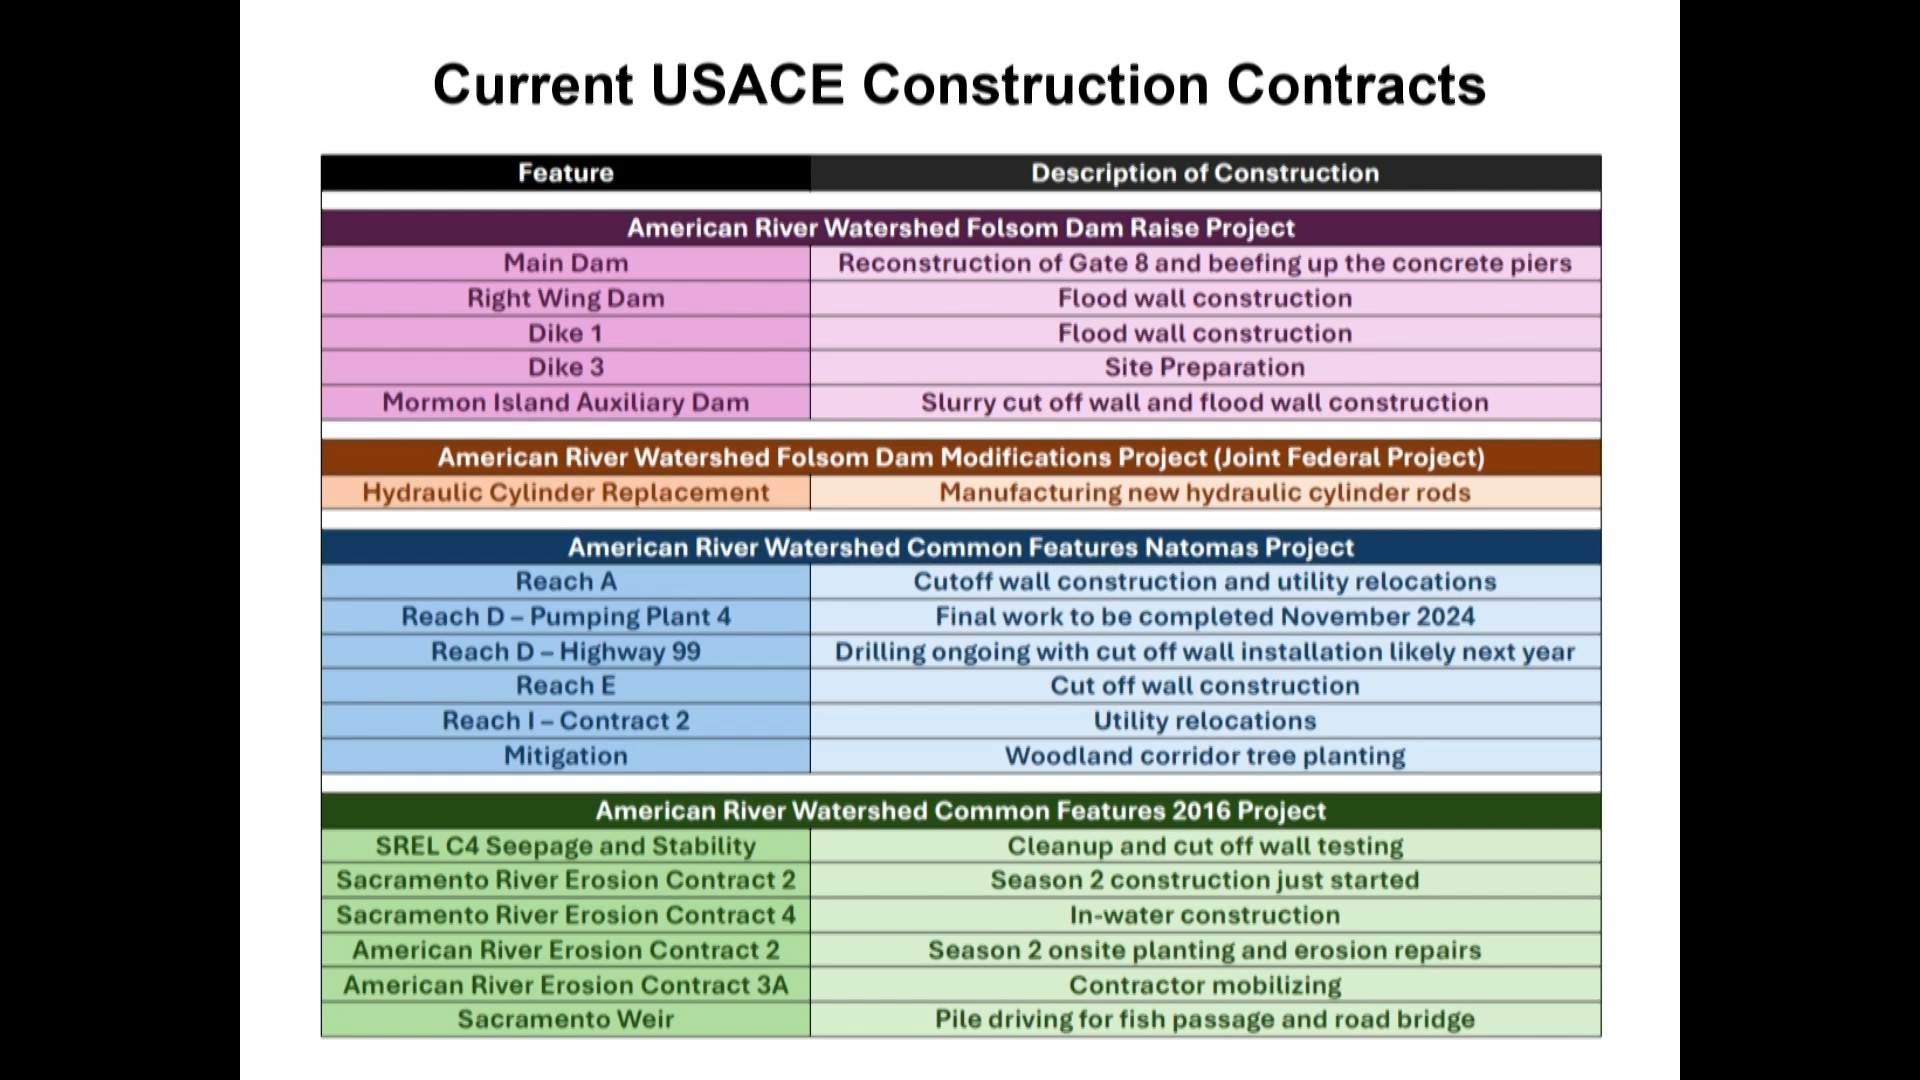 Current USACE Construction Contracts
Feature Description of Construction
American River Watershed Folsom Dam Raise Project
Main Dam Reconstruction of Gate 8 and beefing up the concrete piers
Right Wing Dam Flood wall construction
Dike 1 Flood wall construction
Dike 3 Site Preparation
Mormon Island Auxiliary Dam Slurry cut off wall and flood wall construction
American River Watershed Folsom Dam Modifications Project (Joint Federal Project)
Hydraulic Cylinder Replacement Manufacturing new hydraulic cylinder rods
American River Watershed Common Features Natomas Project
Reach A Cutoff wall construction and utility relocations
Reach D – Pumping Plant 4 Final work to be completed November 2024
Reach D – Highway 99 Drilling ongoing with cut off wall installation likely next year
Reach E Cut off wall construction
Reach I – Contract 2 Utility relocations
Mitigation Woodland corridor tree planting
American River Watershed Common Features 2016 Project
SREL C4 Seepage and Stability Cleanup and cut off wall testing
Sacramento River Erosion Contract 2 Season 2 construction just started
Sacramento River Erosion Contract 4 In-water construction
American River Erosion Contract 2 Season 2 onsite planting and erosion repairs
American River Erosion Contract 3A Contractor mobilizing
Sacramento Weir Pile driving for fish passage and road bridge